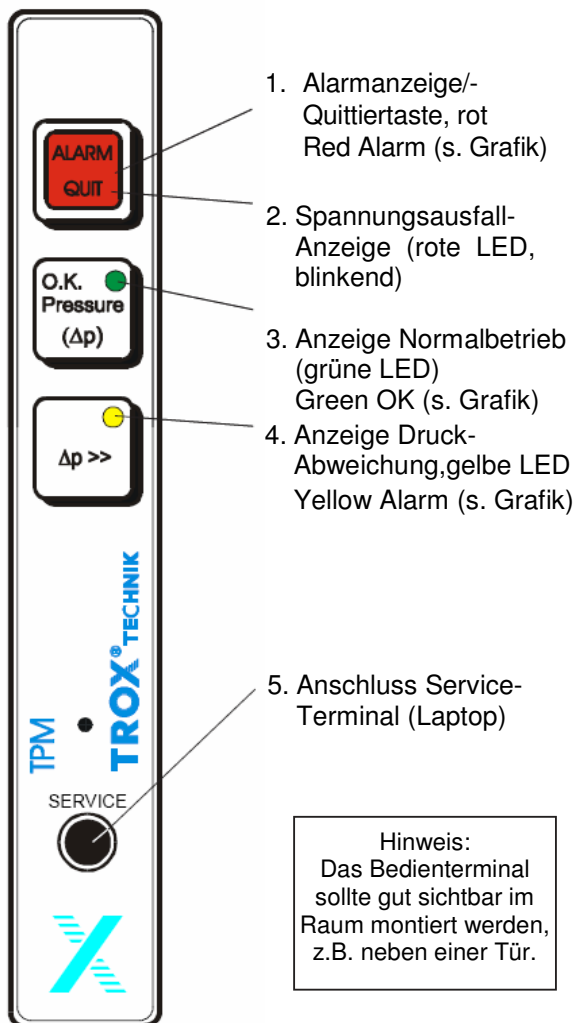 ALARM
QUIT
O.K.
Pressure
(Δp)
Δp >>
TROX® TECHNIK
TPM
SERVICE
1. Alarmanzeige/-
Quittiertaste, rot
Red Alarm (s. Grafik)
2. Spannungsausfall-
Anzeige (rote LED,
blinkend)
3. Anzeige Normalbetrieb
(grüne LED)
Green OK (s. Grafik)
4. Anzeige Druck-
Abweichung,gelbe LED
Yellow Alarm (s. Grafik)
5. Anschluss Service-
Terminal (Laptop)
Hinweis:
Das Bedienterminal
sollte gut sichtbar im
Raum montiert werden,
z.B. neben einer Tür.